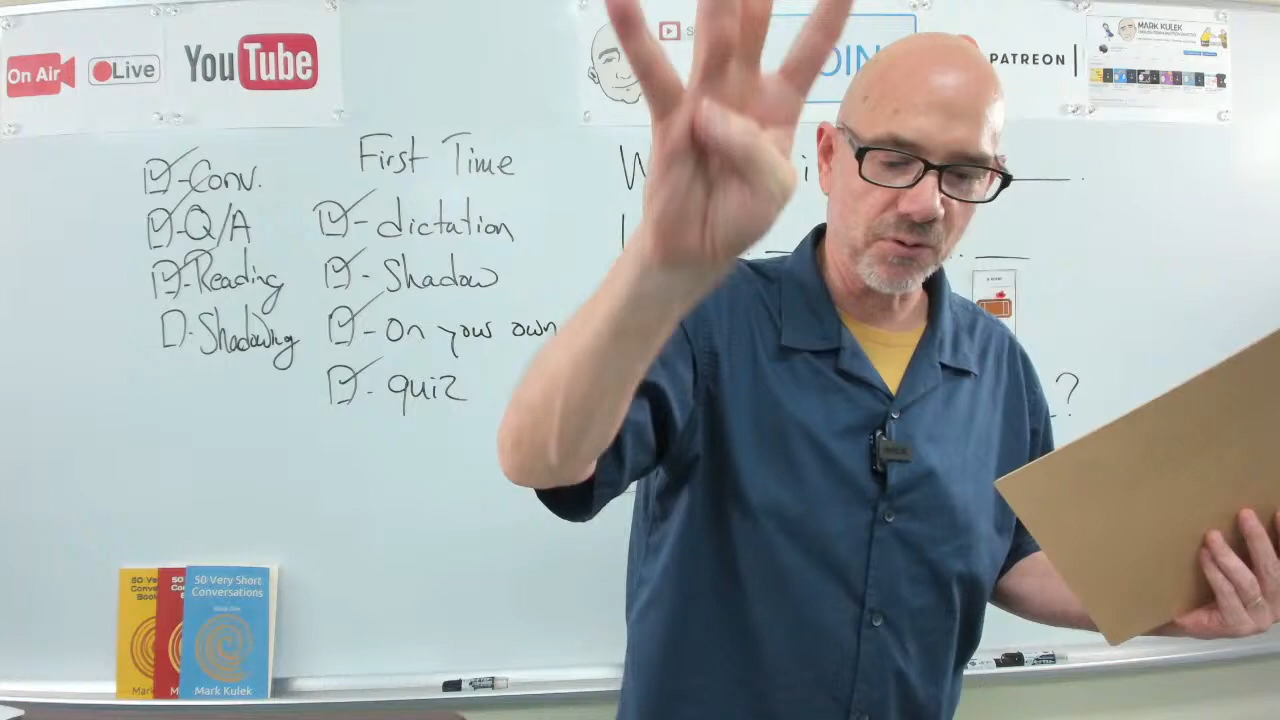 On Air
Live
YouTube
PATREON
MARK KULEK
First Time
-Conv.
-Q/A
-Reading
-Shadowing
-dictation
-Shadow
-On your own
-quiz
?
50 Very Short
Conversations
Mark Kulek